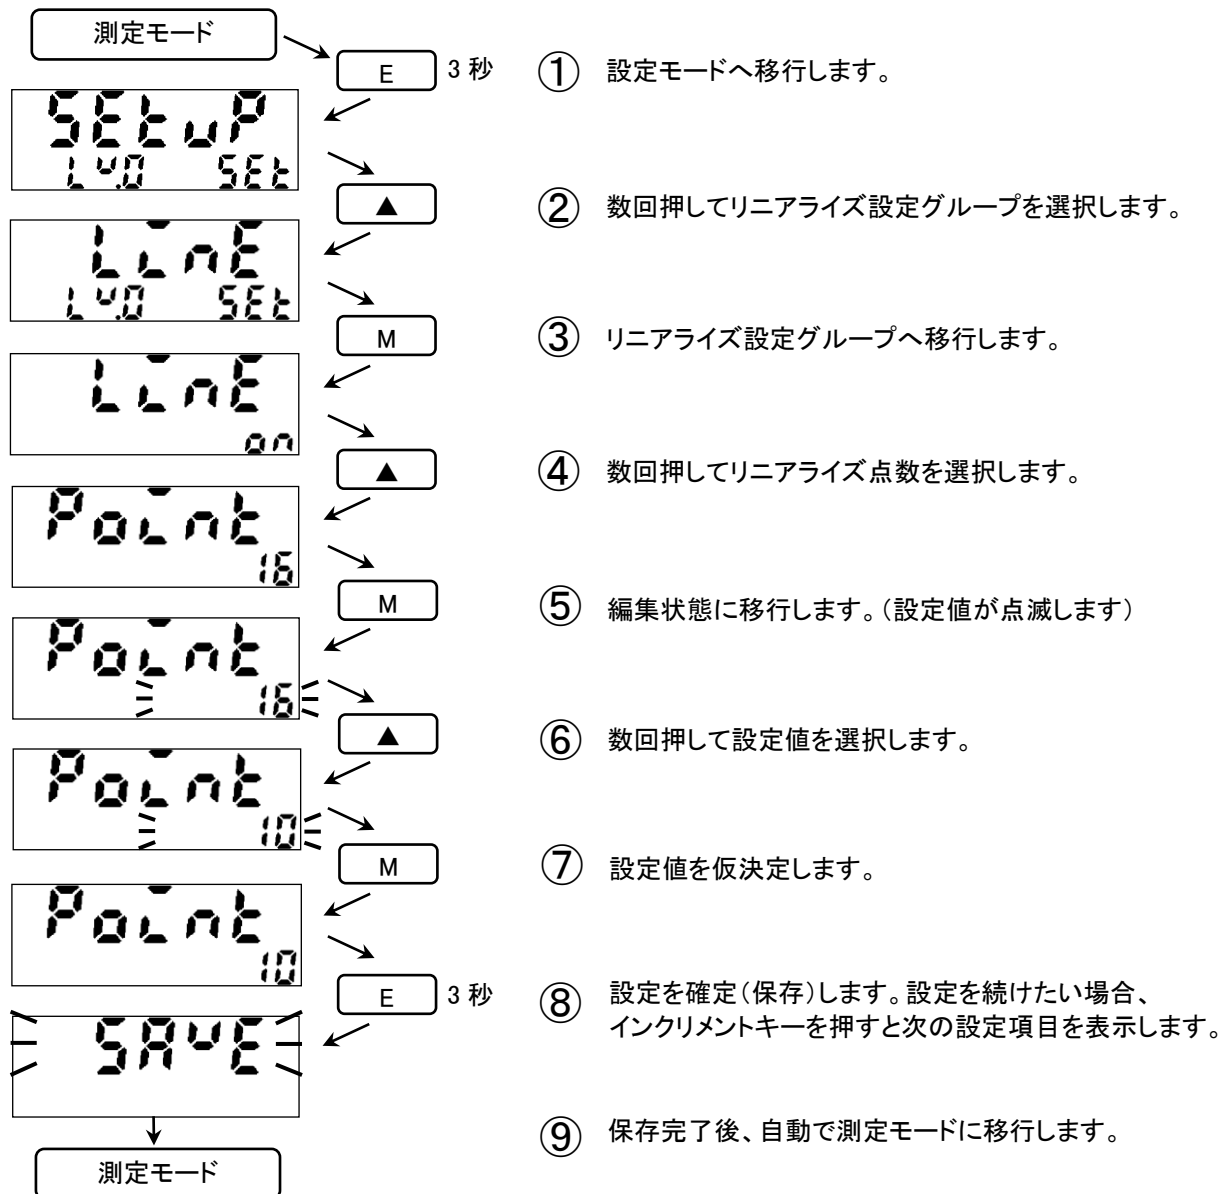 測定モード
E 3 秒 ① 設定モードへ移行します。
SEtuP
Lv.0 SEt
▲ ② 数回押してリニアライズ設定グループを選択します。
LinE
Lv.0 SEt
M ③ リニアライズ設定グループへ移行します。
LinE
on
▲ ④ 数回押してリニアライズ点数を選択します。
Point
16
M ⑤ 編集状態に移行します。(設定値が点滅します)
Point
16
▲ ⑥ 数回押して設定値を選択します。
Point
10
M ⑦ 設定値を仮決定します。
Point
10
E 3 秒 ⑧ 設定を確定(保存)します。設定を続けたい場合、
インクリメントキーを押すと次の設定項目を表示します。
SAvE
⑨ 保存完了後、自動で測定モードに移行します。
測定モード